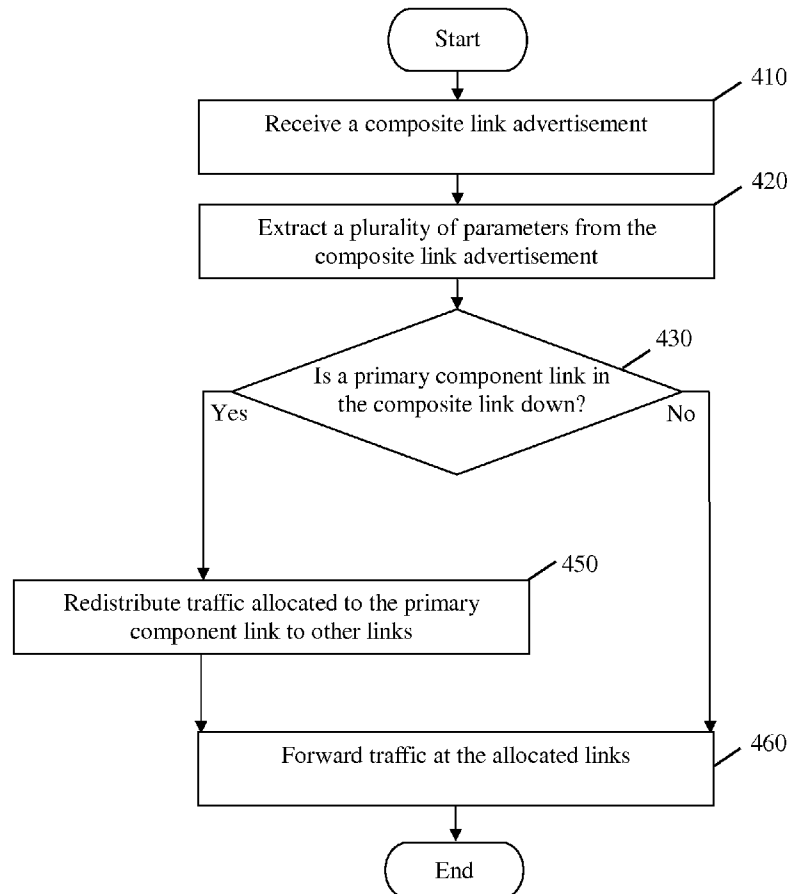 Start
410
Receive a composite link advertisement
420
Extract a plurality of parameters from the
composite link advertisement
430
Is a primary component link in
the composite link down?
Yes
No
450
Redistribute traffic allocated to the primary
component link to other links
460
Forward traffic at the allocated links
End